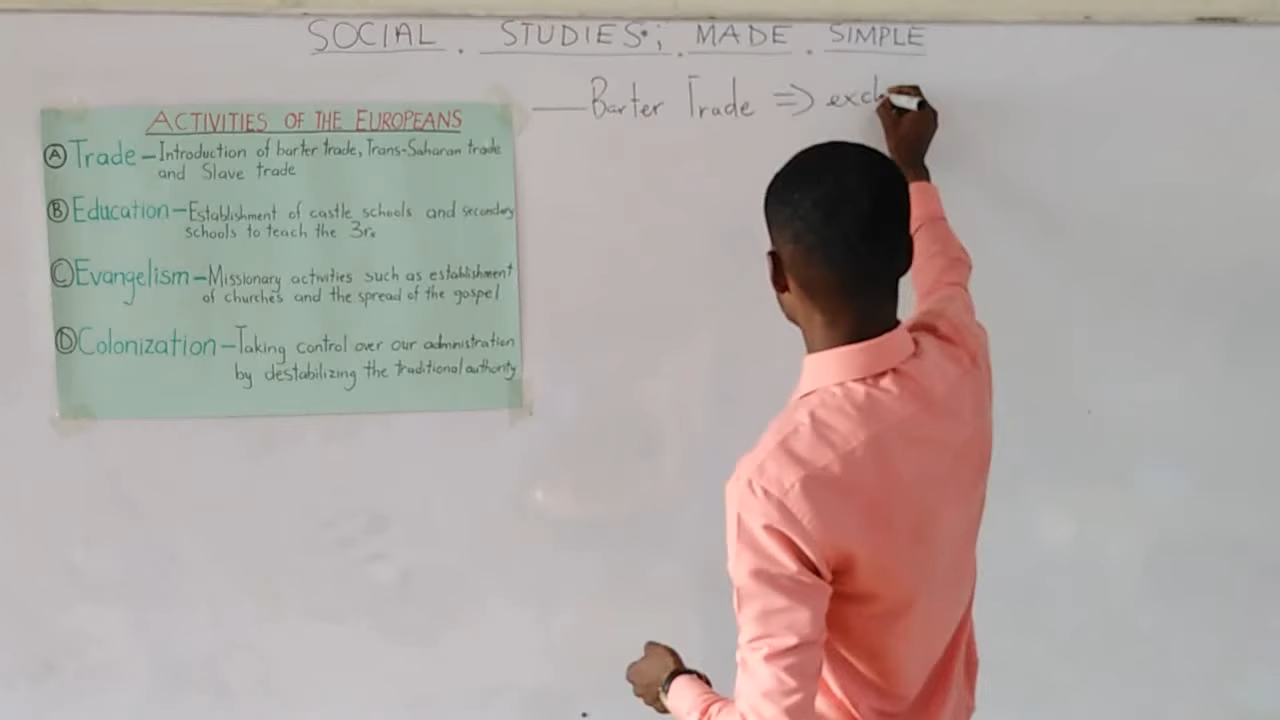 SOCIAL . STUDIES; . MADE . SIMPLE
Barter Trade => exch
ACTIVITIES OF THE EUROPEANS
A Trade – Introduction of barter trade, Trans-Saharan trade
and Slave trade
B Education – Establishment of castle schools and secondary
schools to teach the 3rs
C Evangelism – Missionary activities such as establishment
of churches and the spread of the gospel
D Colonization – Taking control over our admnistration
by destabilizing the traditional authority